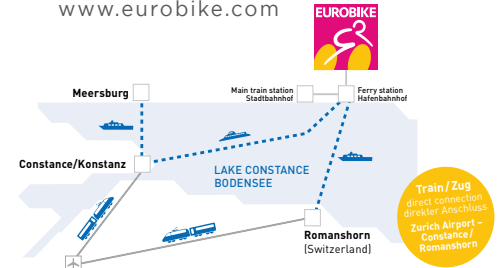 www.eurobike.com
EUROBIKE
Meersburg
Main train station
Stadtbahnhof
Ferry station
Hafenbahnhof
Constance/Konstanz
LAKE CONSTANCE
BODENSEE
Train / Zug
direct connection
direkter Anschluss
Zurich Airport –
Constance /
Romanshorn
Romanshorn
(Switzerland)